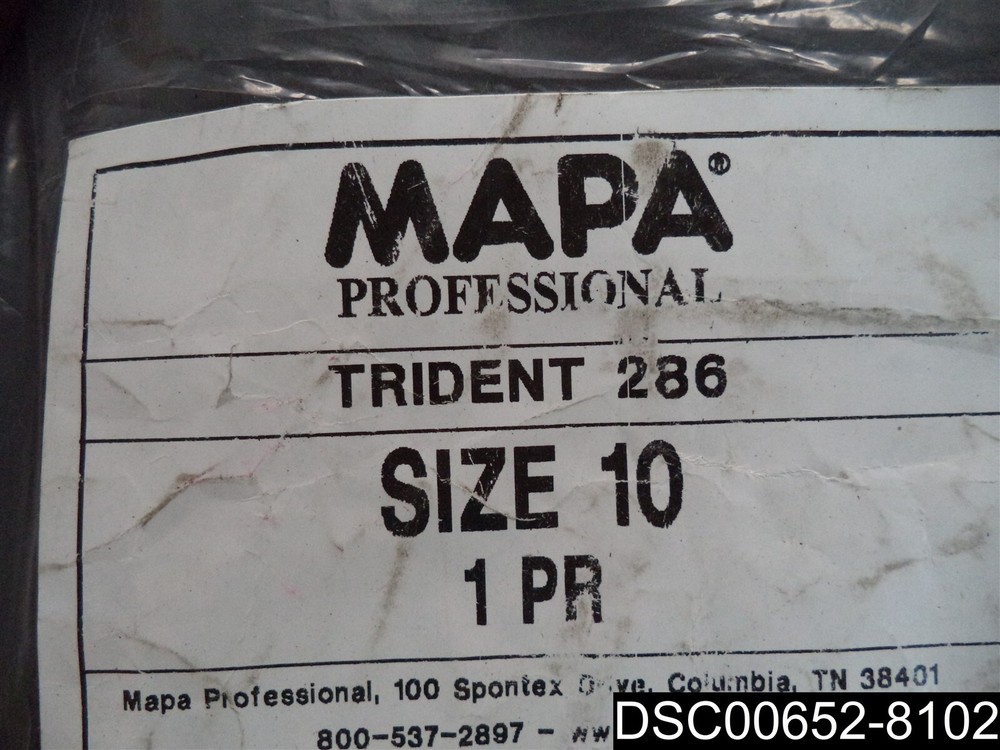 MAPA®
PROFESSIONAL
TRIDENT 286
SIZE 10
1 PR
Mapa Professional, 100 Spontex Drive, Columbia, TN 38401
800-537-2897 -
DSC00652-8102